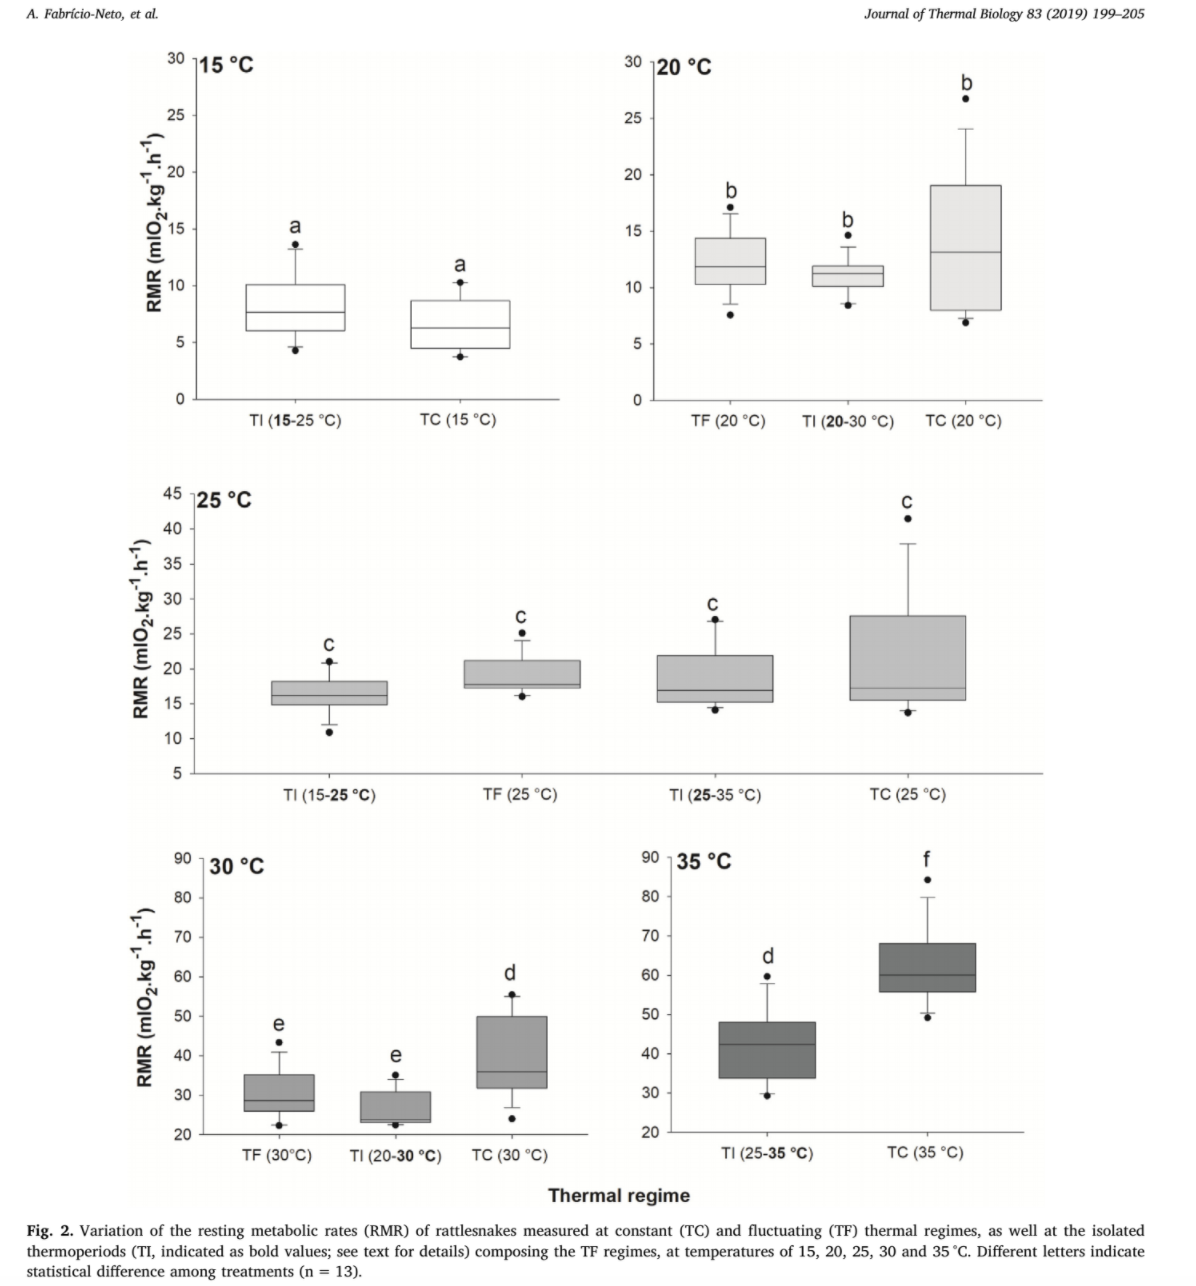 A. Fabrício-Neto, et al.
Journal of Thermal Biology 83 (2019) 199–205
15 °C
RMR (mlO₂.kg⁻¹.h⁻¹)
30
25
20
15
10
5
0
a
a
TI (15-25 °C)
TC (15 °C)
20 °C
30
25
20
15
10
5
0
b
b
b
TF (20 °C)
TI (20-30 °C)
TC (20 °C)
25 °C
RMR (mlO₂.kg⁻¹.h⁻¹)
45
40
35
30
25
20
15
10
5
c
c
c
c
TI (15-25 °C)
TF (25 °C)
TI (25-35 °C)
TC (25 °C)
30 °C
RMR (mlO₂.kg⁻¹.h⁻¹)
90
80
70
60
50
40
30
20
e
e
d
TF (30°C)
TI (20-30 °C)
TC (30 °C)
35 °C
90
80
70
60
50
40
30
20
d
f
TI (25-35 °C)
TC (35 °C)
Thermal regime
Fig. 2. Variation of the resting metabolic rates (RMR) of rattlesnakes measured at constant (TC) and fluctuating (TF) thermal regimes, as well at the isolated
thermoperiods (TI, indicated as bold values; see text for details) composing the TF regimes, at temperatures of 15, 20, 25, 30 and 35 °C. Different letters indicate
statistical difference among treatments (n = 13).